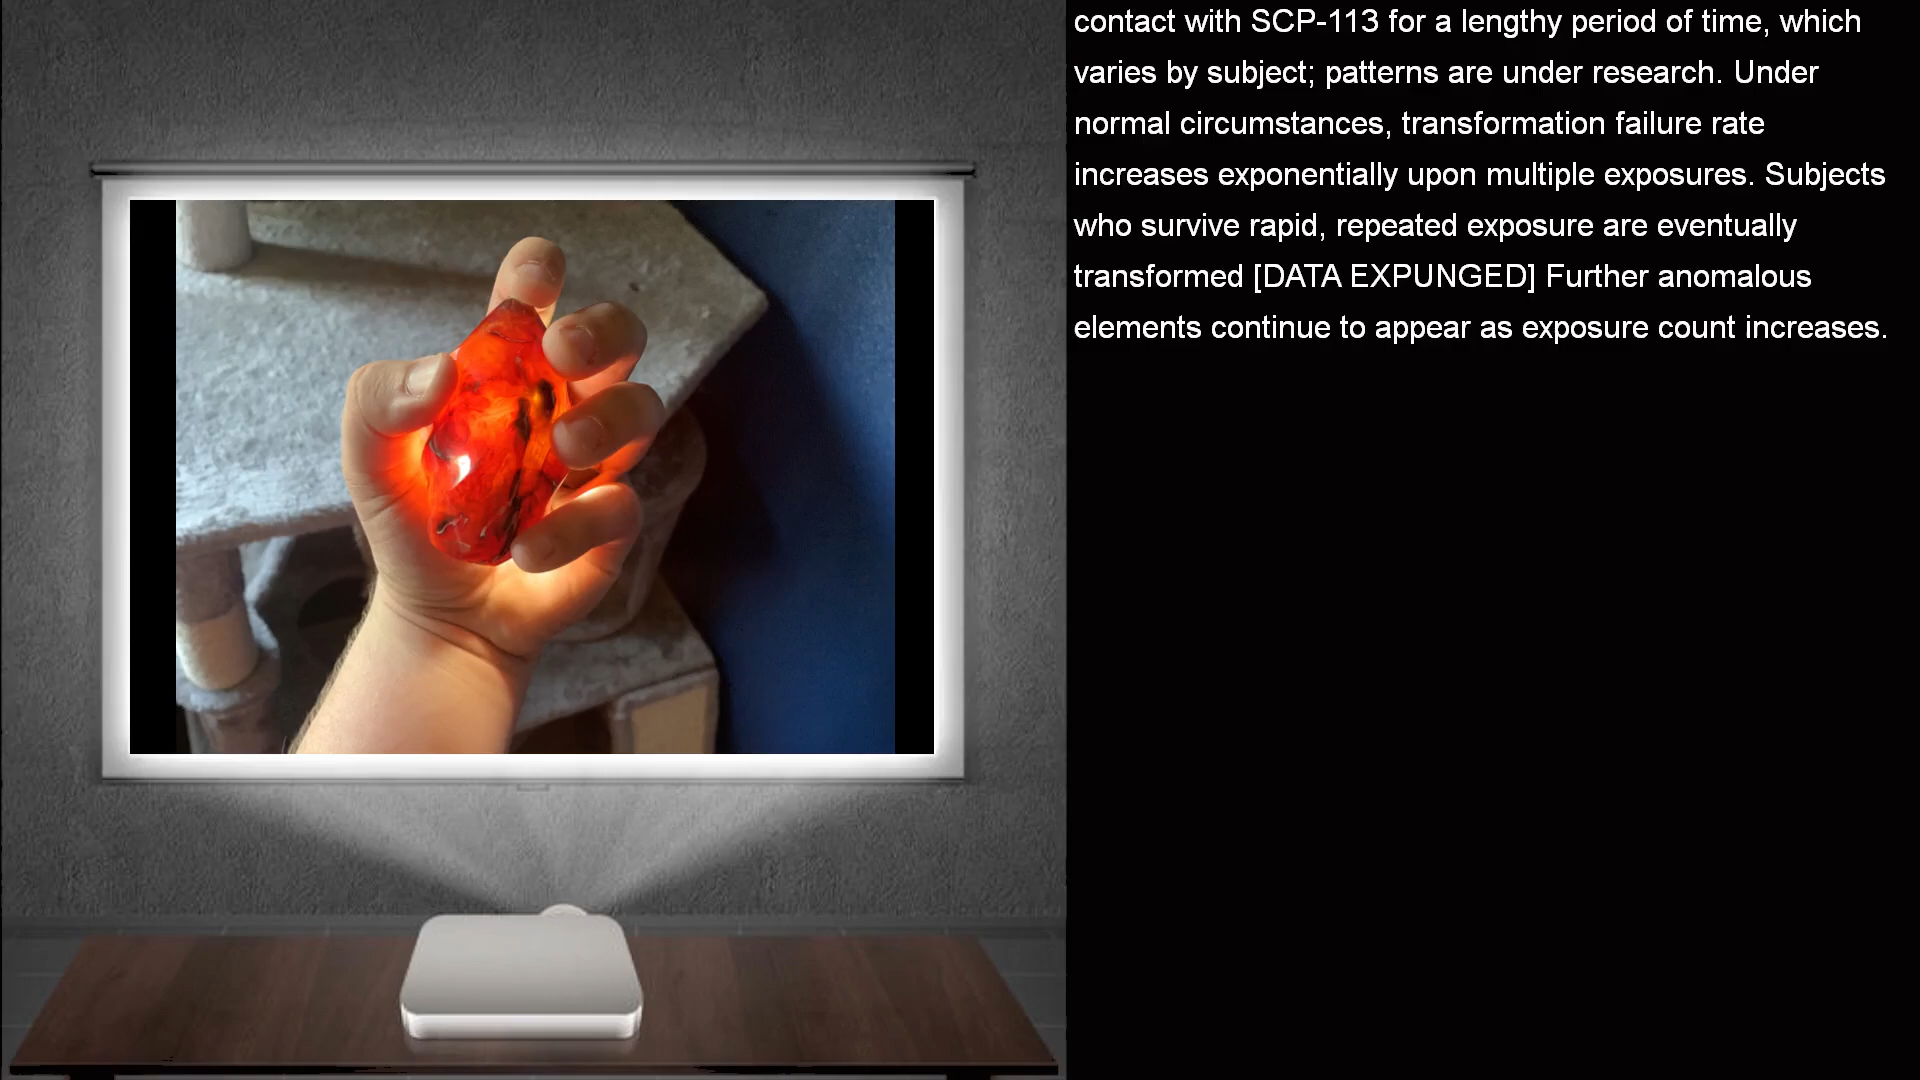 contact with SCP-113 for a lengthy period of time, which
varies by subject; patterns are under research. Under
normal circumstances, transformation failure rate
increases exponentially upon multiple exposures. Subjects
who survive rapid, repeated exposure are eventually
transformed [DATA EXPUNGED] Further anomalous
elements continue to appear as exposure count increases.